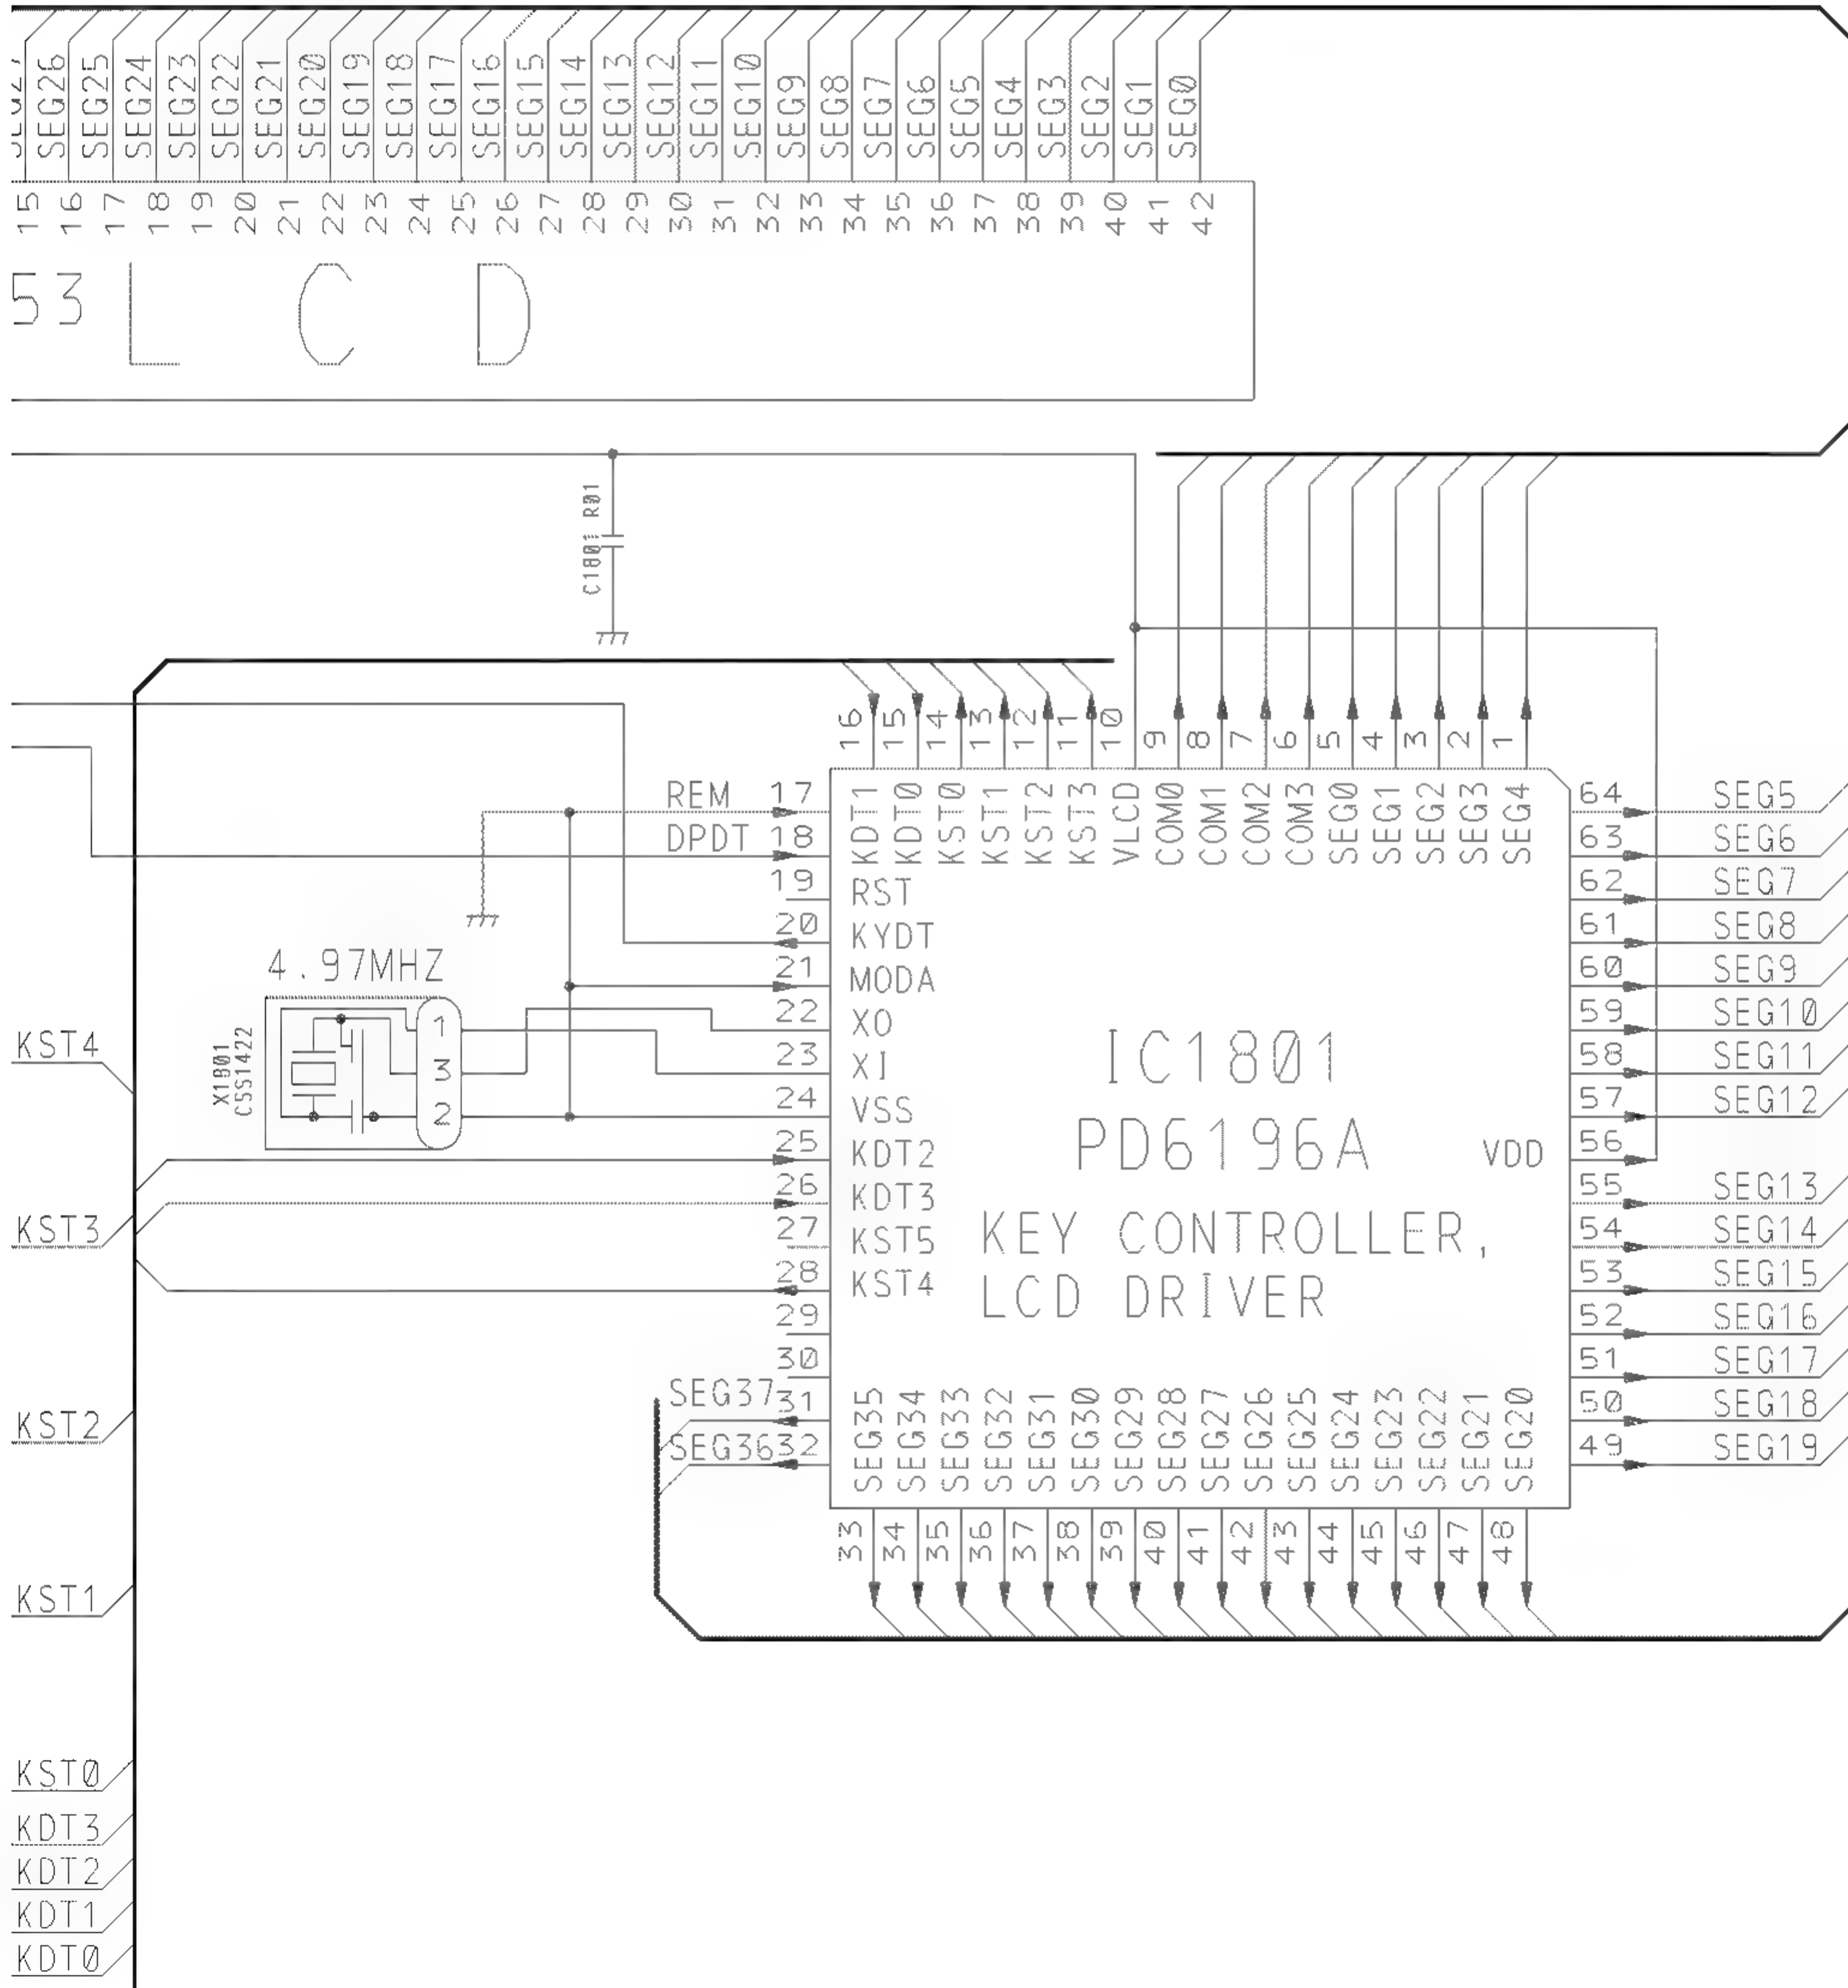 SEG26 SEG25 SEG24 SEG23 SEG22 SEG21 SEG20 SEG19 SEG18 SEG17 SEG16 SEG15 SEG14 SEG13 SEG12 SEG11 SEG10 SEG9 SEG8 SEG7 SEG6 SEG5 SEG4 SEG3 SEG2 SEG1 SEG0
15 16 17 18 19 20 21 22 23 24 25 26 27 28 29 30 31 32 33 34 35 36 37 38 39 40 41 42
53 L C D
C1801 R01
16 15 14 13 12 11 10 9 8 7 6 5 4 3 2 1
KDT1 KDT0 KST0 KST1 KST2 KST3 VLCD COM0 COM1 COM2 COM3 SEG0 SEG1 SEG2 SEG3 SEG4
REM 17
DPDT 18
19 RST
20 KYDT
21 MODA
22 XO
23 XI
24 VSS
25 KDT2
26 KDT3
27 KST5
28 KST4
29
30
SEG37 31
SEG36 32
4.97MHZ
X1801
CSS1422
1
3
2
IC1801
PD6196A
KEY CONTROLLER,
LCD DRIVER
64 SEG5
63 SEG6
62 SEG7
61 SEG8
60 SEG9
59 SEG10
58 SEG11
57 SEG12
VDD 56
55 SEG13
54 SEG14
53 SEG15
52 SEG16
51 SEG17
50 SEG18
49 SEG19
SEG35 SEG34 SEG33 SEG32 SEG31 SEG30 SEG29 SEG28 SEG27 SEG26 SEG25 SEG24 SEG23 SEG22 SEG21 SEG20
33 34 35 36 37 38 39 40 41 42 43 44 45 46 47 48
KST4
KST3
KST2
KST1
KST0
KDT3
KDT2
KDT1
KDT0